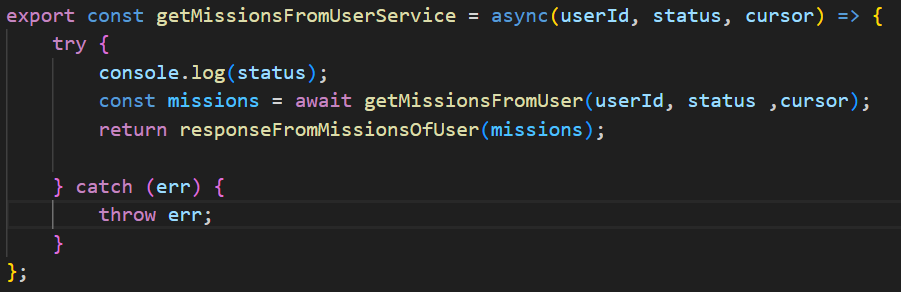 export const getMissionsFromUserService = async(userId, status, cursor) => {
    try {
        console.log(status);
        const missions = await getMissionsFromUser(userId, status ,cursor);
        return responseFromMissionsOfUser(missions);

    } catch (err) {
        throw err;
    }
};